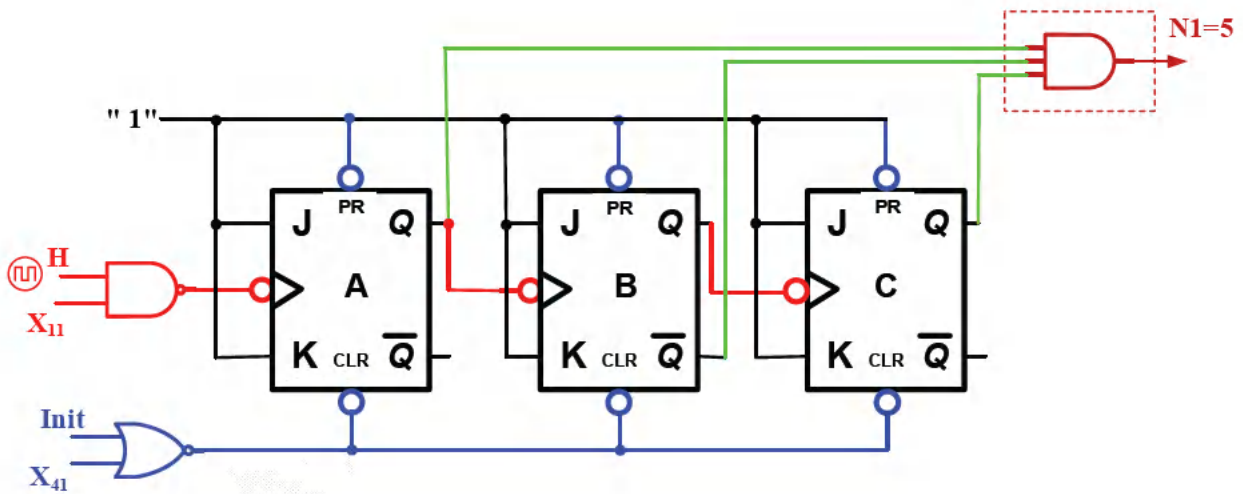 N1=5
" 1"
PR
PR
PR
J
Q
J
Q
J
Q
H
A
B
C
X₁₁
K
CLR
Q̅
K
CLR
Q̅
K
CLR
Q̅
Init
X₄₁